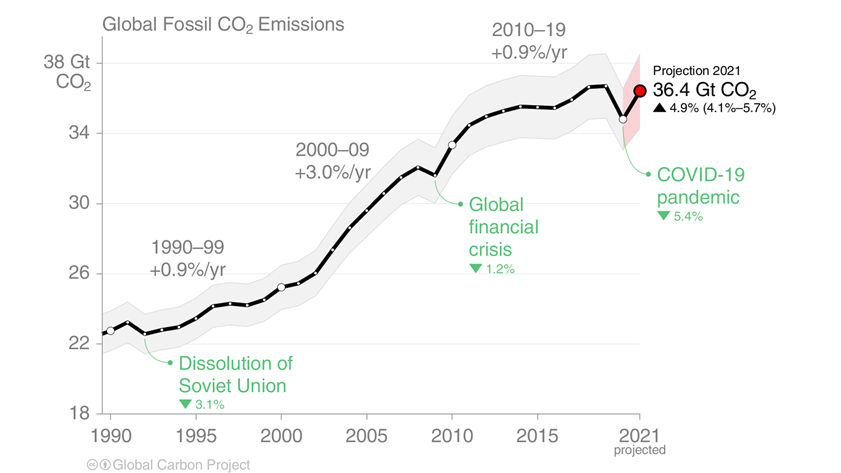 Global Fossil CO₂ Emissions
38 Gt
CO₂
34
30
26
22
18
1990
1995
2000
2005
2010
2015
2021
projected
1990–99
+0.9%/yr
2000–09
+3.0%/yr
2010–19
+0.9%/yr
Projection 2021
36.4 Gt CO₂
▲ 4.9% (4.1%–5.7%)
COVID-19
pandemic
▼ 5.4%
Global
financial
crisis
▼ 1.2%
Dissolution of
Soviet Union
▼ 3.1%
Global Carbon Project